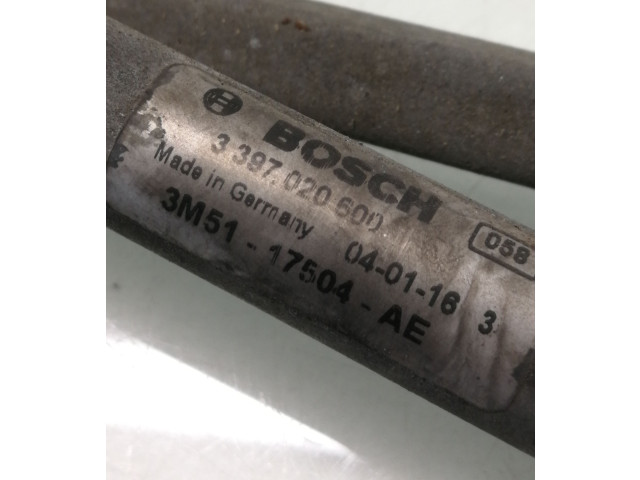 BOSCH
3 397 020 600
Made in Germany 04-01-16 3
3M51-17504-AE
058